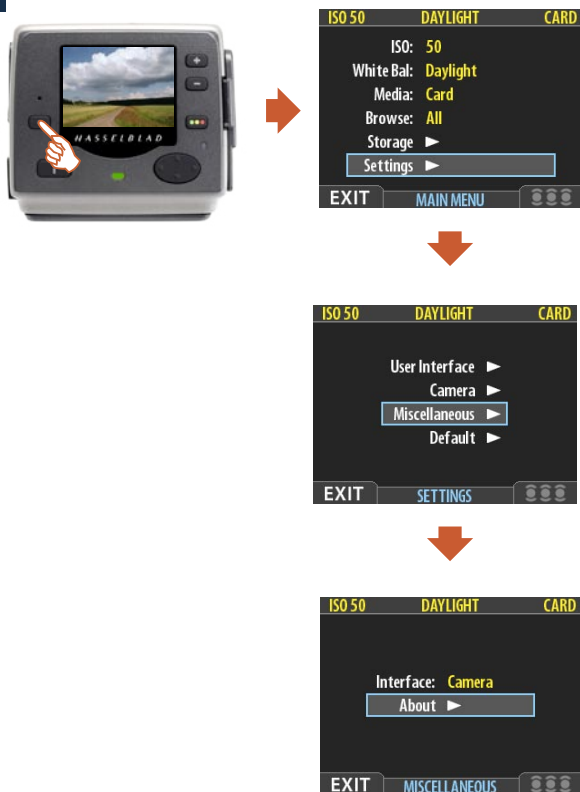 HASSELBLAD
ISO 50 DAYLIGHT CARD
ISO: 50
White Bal: Daylight
Media: Card
Browse: All
Storage ►
Settings ►
EXIT MAIN MENU
ISO 50 DAYLIGHT CARD
User Interface ►
Camera ►
Miscellaneous ►
Default ►
EXIT SETTINGS
ISO 50 DAYLIGHT CARD
Interface: Camera
About ►
EXIT MISCELLANEOUS